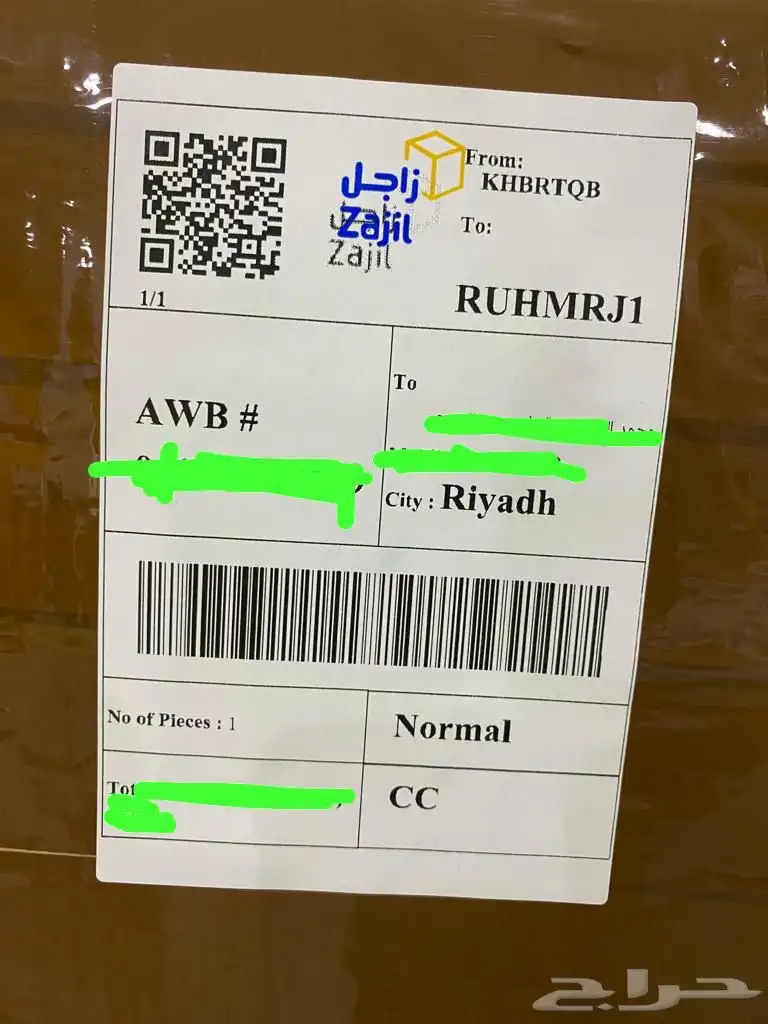 زاجل
Zajil
Zajil
From:
KHBRTQB
To:
RUHMRJ1
1/1
AWB #
To
City : Riyadh
No of Pieces : 1
Normal
CC
حراج